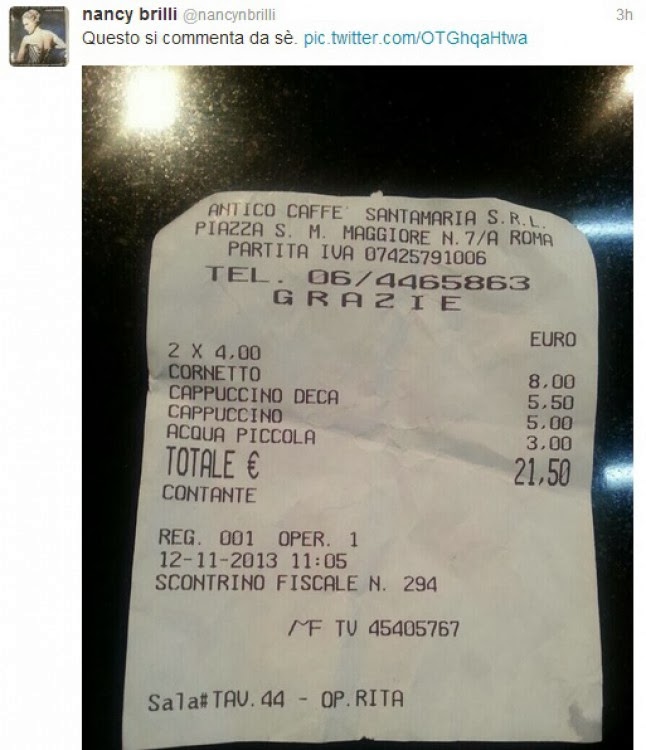 nancy brilli @nancynbrilli 3h
Questo si commenta da sè. pic.twitter.com/OTGhqaHtwa
ANTICO CAFFE' SANTAMARIA S.R.L.
PIAZZA S. M. MAGGIORE N.7/A ROMA
PARTITA IVA 07425791006
TEL. 06/4465863
GRAZIE
EURO
2 X 4,00
CORNETTO 8,00
CAPPUCCINO DECA 5,50
CAPPUCCINO 5,00
ACQUA PICCOLA 3,00
TOTALE € 21,50
CONTANTE
REG. 001 OPER. 1
12-11-2013 11:05
SCONTRINO FISCALE N. 294
MF TV 45405767
Sala#TAV.44 - OP.RITA